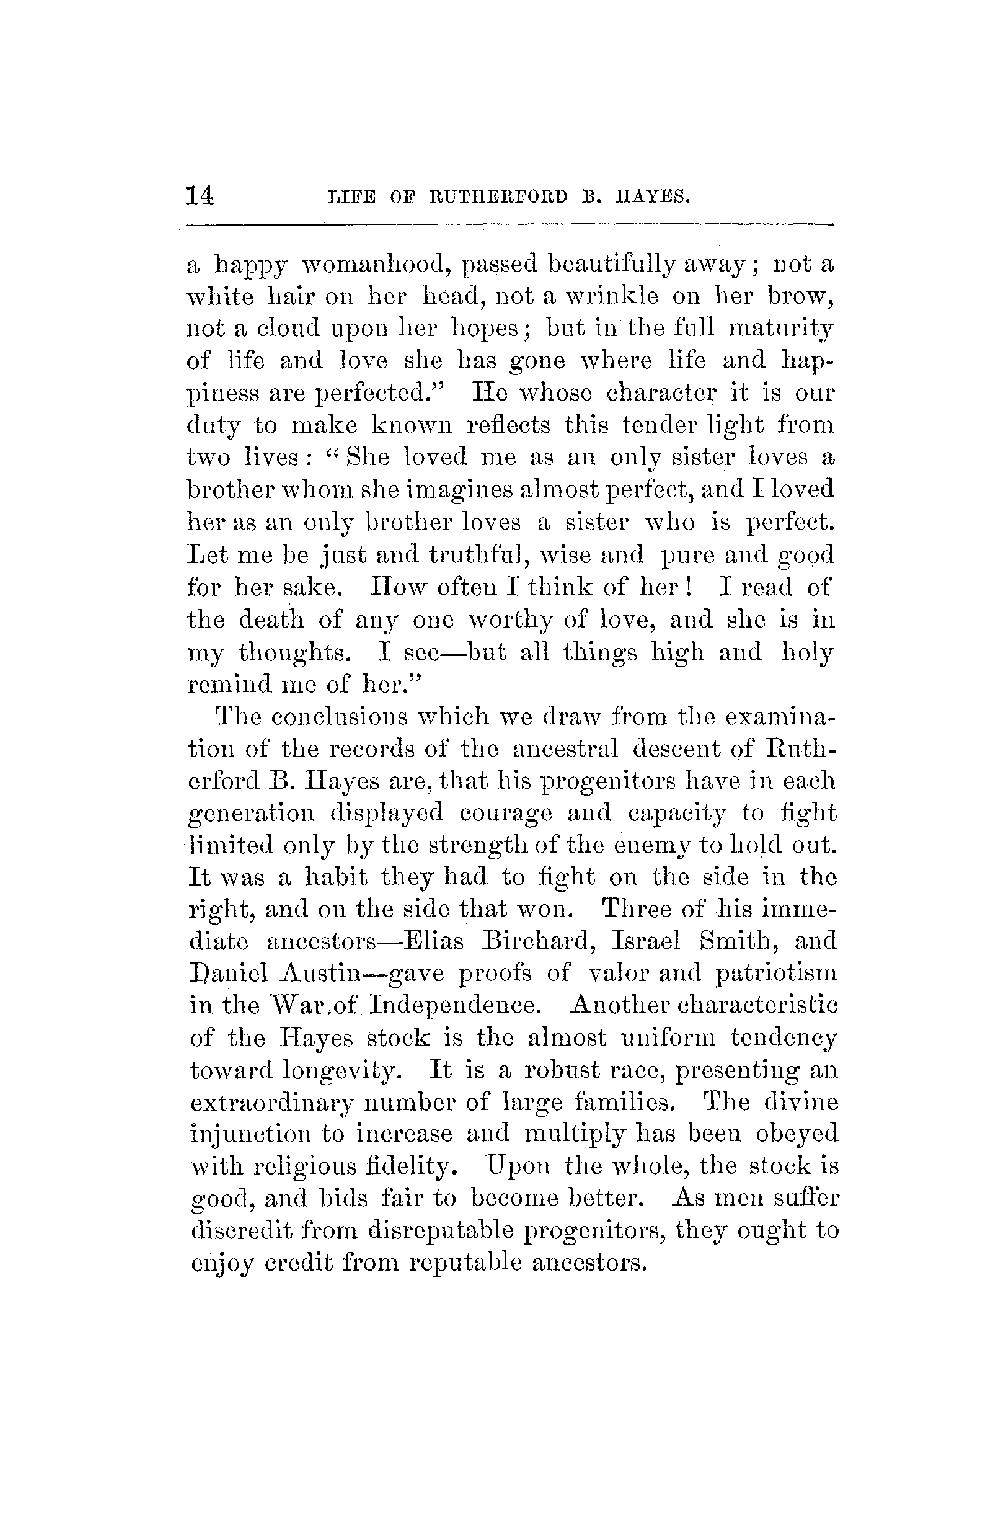 14 LIFE OF RUTHERFORD B. HAYES.
a happy womanhood, passed beautifully away; not a
white hair on her head, not a wrinkle on her brow,
not a cloud upon her hopes; but in the full maturity
of life and love she has gone where life and hap-
piness are perfected.” He whose character it is our
duty to make known reflects this tender light from
two lives: “She loved me as an only sister loves a
brother whom she imagines almost perfect, and I loved
her as an only brother loves a sister who is perfect.
Let me be just and truthful, wise and pure and good
for her sake. How often I think of her! I read of
the death of any one worthy of love, and she is in
my thoughts. I see—but all things high and holy
remind me of her.”
The conclusions which we draw from the examina-
tion of the records of the ancestral descent of Ruth-
erford B. Hayes are, that his progenitors have in each
generation displayed courage and capacity to fight
limited only by the strength of the enemy to hold out.
It was a habit they had to fight on the side in the
right, and on the side that won. Three of his imme-
diate ancestors—Elias Birchard, Israel Smith, and
Daniel Austin—gave proofs of valor and patriotism
in the War of Independence. Another characteristic
of the Hayes stock is the almost uniform tendency
toward longevity. It is a robust race, presenting an
extraordinary number of large families. The divine
injunction to increase and multiply has been obeyed
with religious fidelity. Upon the whole, the stock is
good, and bids fair to become better. As men suffer
discredit from disreputable progenitors, they ought to
enjoy credit from reputable ancestors.